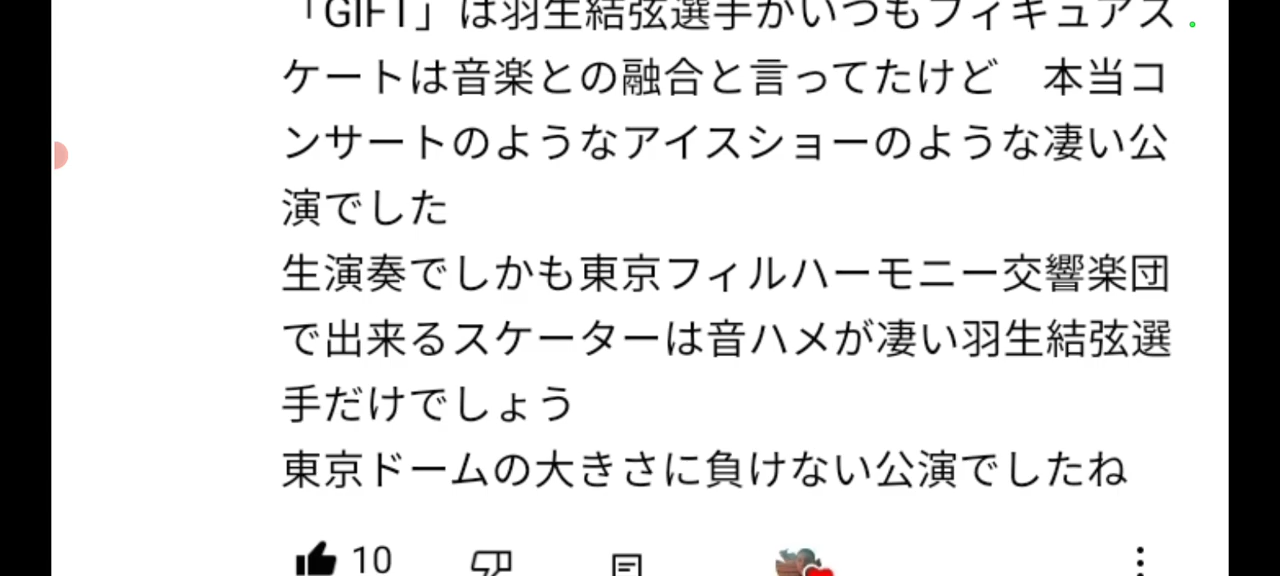 「GIFT」は羽生結弦選手がいつもフィギュアス
ケートは音楽との融合と言ってたけど　本当コ
ンサートのようなアイスショーのような凄い公
演でした
生演奏でしかも東京フィルハーモニー交響楽団
で出来るスケーターは音ハメが凄い羽生結弦選
手だけでしょう
東京ドームの大きさに負けない公演でしたね
10